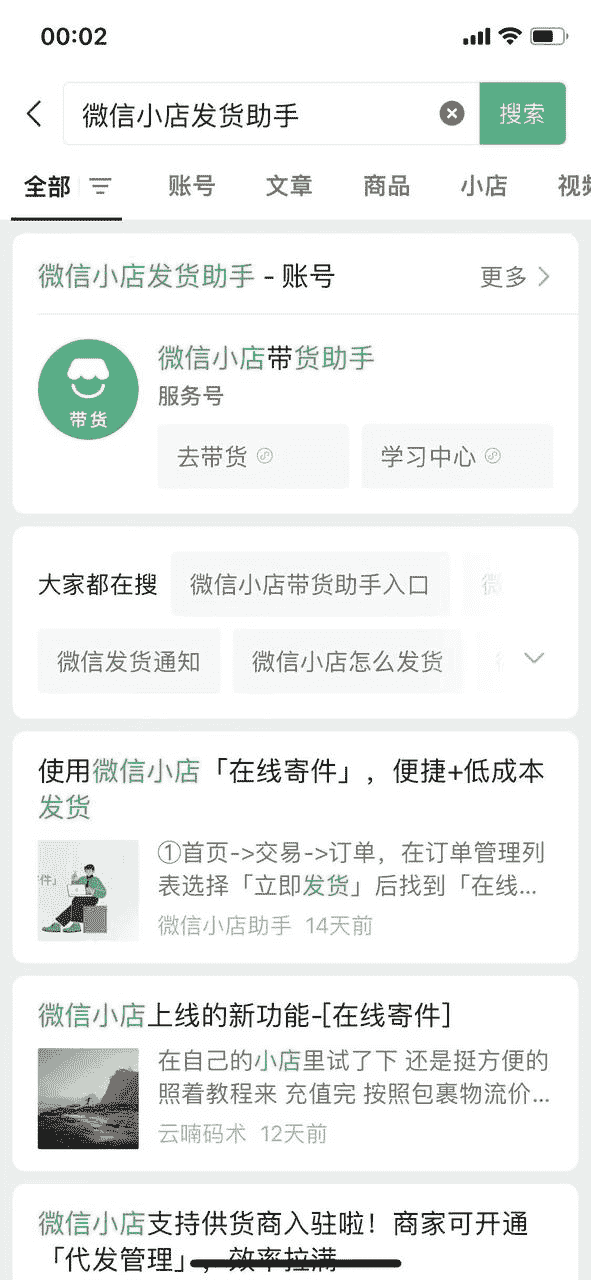 00:02
微信小店发货助手
搜索
全部
账号
文章
商品
小店
微信小店发货助手 - 账号
更多
带货
微信小店带货助手
服务号
去带货
学习中心
大家都在搜
微信小店带货助手入口
微信发货通知
微信小店怎么发货
使用微信小店「在线寄件」，便捷+低成本
发货
件」
①首页->交易->订单，在订单管理列
表选择「立即发货」后找到「在线...
微信小店助手 14天前
微信小店上线的新功能-[在线寄件]
在自己的小店里试了下 还是挺方便的
照着教程来 充值完 按照包裹物流价...
云喃码术 12天前
微信小店支持供货商入驻啦！商家可开通
「代发管理」，效率拉满